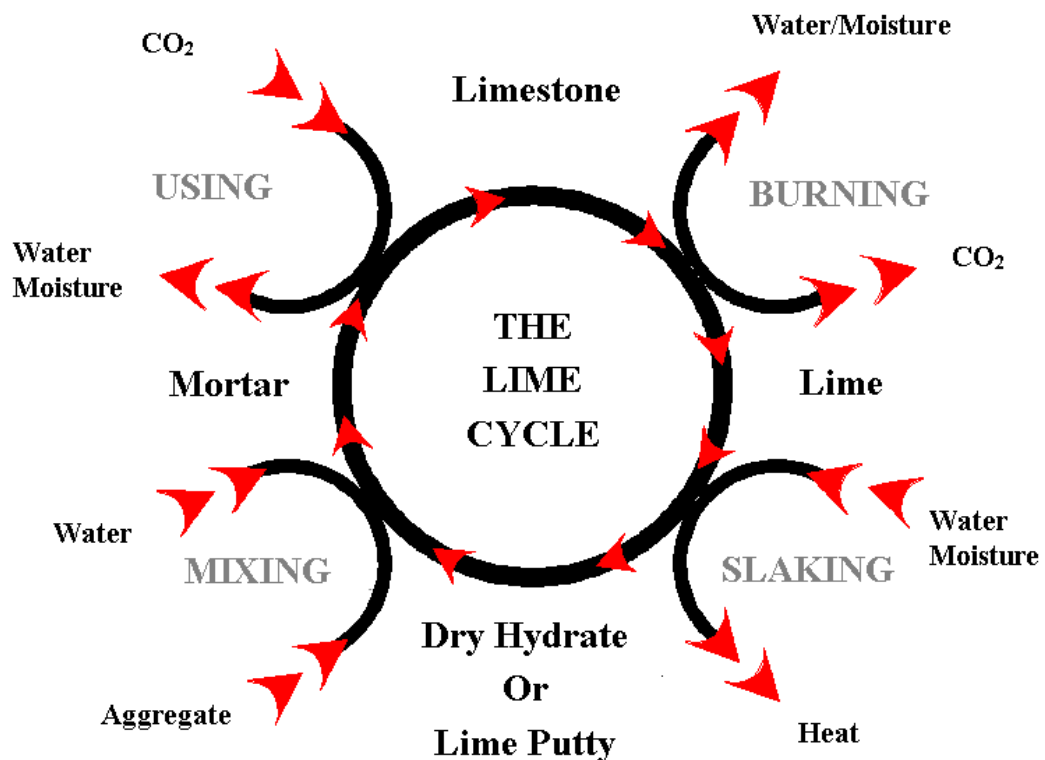 Water/Moisture
CO₂
Limestone
USING
BURNING
Water
Moisture
CO₂
THE
LIME
CYCLE
Mortar
Lime
Water
MIXING
SLAKING
Water
Moisture
Dry Hydrate
Or
Lime Putty
Aggregate
Heat